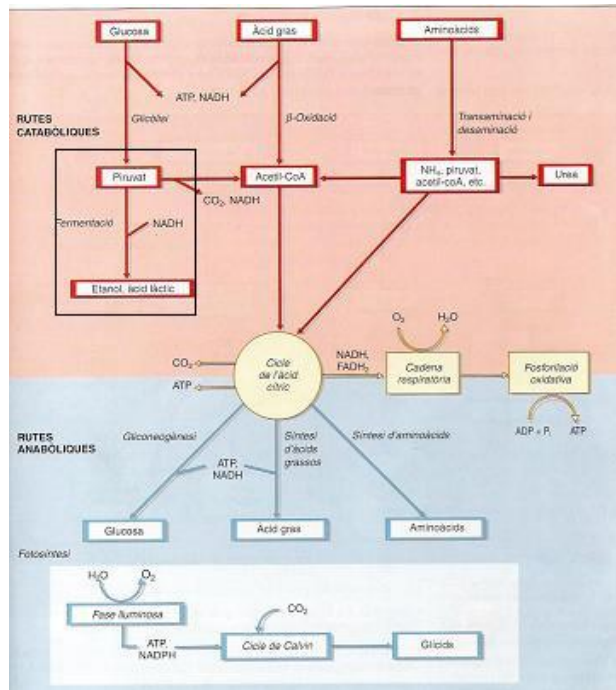 Glucosa
Àcid gras
Aminoàcids
ATP, NADH
RUTES
CATABÒLIQUES
Glicòlisi
β-Oxidació
Transaminació i
desaminació
Piruvat
Acetil-CoA
NH₄, piruvat,
acetil-coA, etc.
Urea
CO₂, NADH
Fermentació
NADH
Etanol, àcid làctic
O₂
H₂O
CO₂
ATP
Cicle
de l'àcid
cítric
NADH,
FADH₂
Cadena
respiratòria
Fosforilació
oxidativa
ADP + Pᵢ
ATP
RUTES
ANABÒLIQUES
Gliconeogènesi
ATP,
NADH
Síntesi
d'àcids
grassos
Síntesi d'aminoàcids
Glucosa
Àcid gras
Aminoàcids
Fotosíntesi
H₂O
O₂
Fase lluminosa
CO₂
ATP,
NADPH
Cicle de Calvin
Glícids